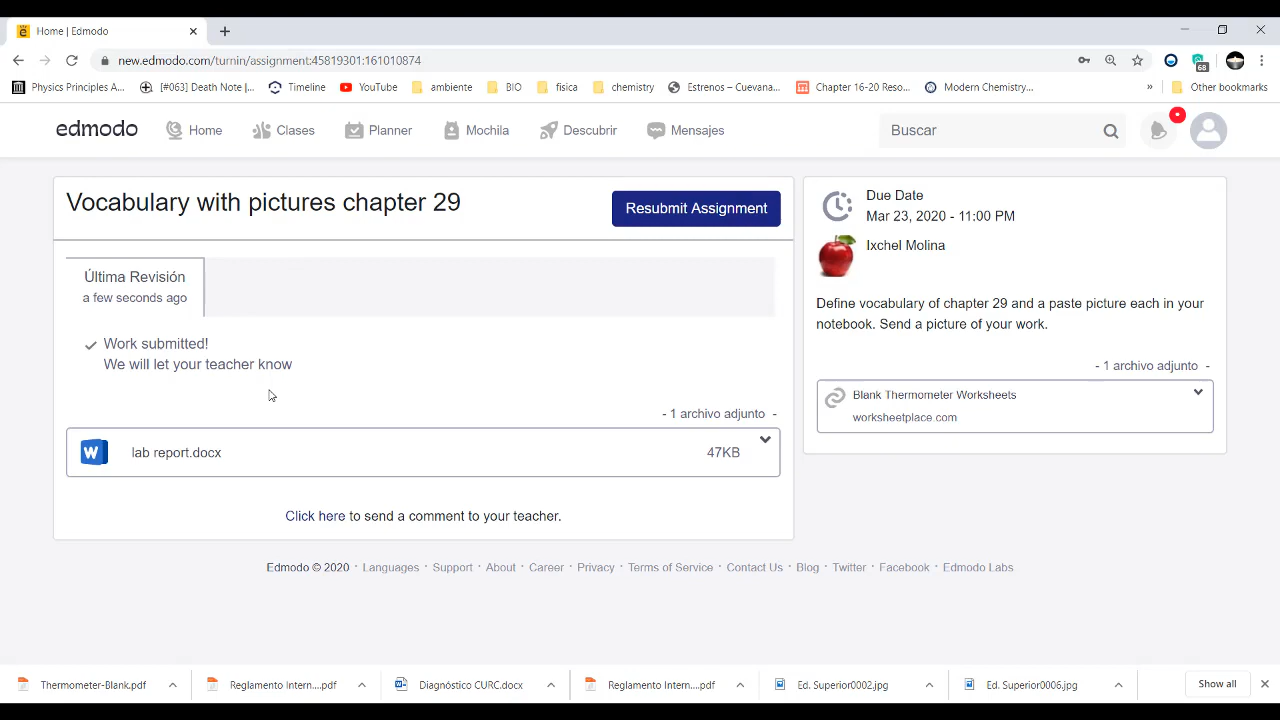 Home | Edmodo
new.edmodo.com/turnin/assignment:45819301:161010874
68
Physics Principle A...
[#063] Death Note |...
Timeline
YouTube
ambiente
BIO
fisica
chemistry
Estrenos – Cuevana...
Chapter 16-20 Reso...
Modern Chemistry...
»
Other bookmarks
edmodo
Home
Clases
Planner
Mochila
Descubrir
Mensajes
Buscar
Vocabulary with pictures chapter 29
Resubmit Assignment
Última Revisión
a few seconds ago
Work submitted!
We will let your teacher know
- 1 archivo adjunto -
lab report.docx
47KB
Click here to send a comment to your teacher.
Due Date
Mar 23, 2020 - 11:00 PM
Ixchel Molina
Define vocabulary of chapter 29 and a paste picture each in your
notebook. Send a picture of your work.
- 1 archivo adjunto -
Blank Thermometer Worksheets
worksheetplace.com
Edmodo © 2020 · Languages · Support · About · Career · Privacy · Terms of Service · Contact Us · Blog · Twitter · Facebook · Edmodo Labs
Thermometer-Blank.pdf
Reglamento Intern....pdf
Diagnóstico CURC.docx
Reglamento Intern....pdf
Ed. Superior0002.jpg
Ed. Superior0006.jpg
Show all